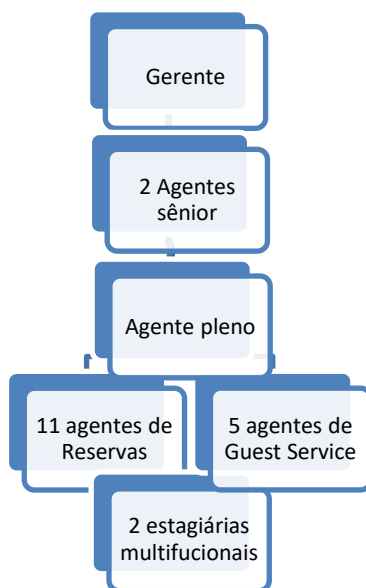 Gerente
2 Agentes
sênior
Agente pleno
11 agentes de
Reservas
5 agentes de
Guest Service
2 estagiárias
multifucionais